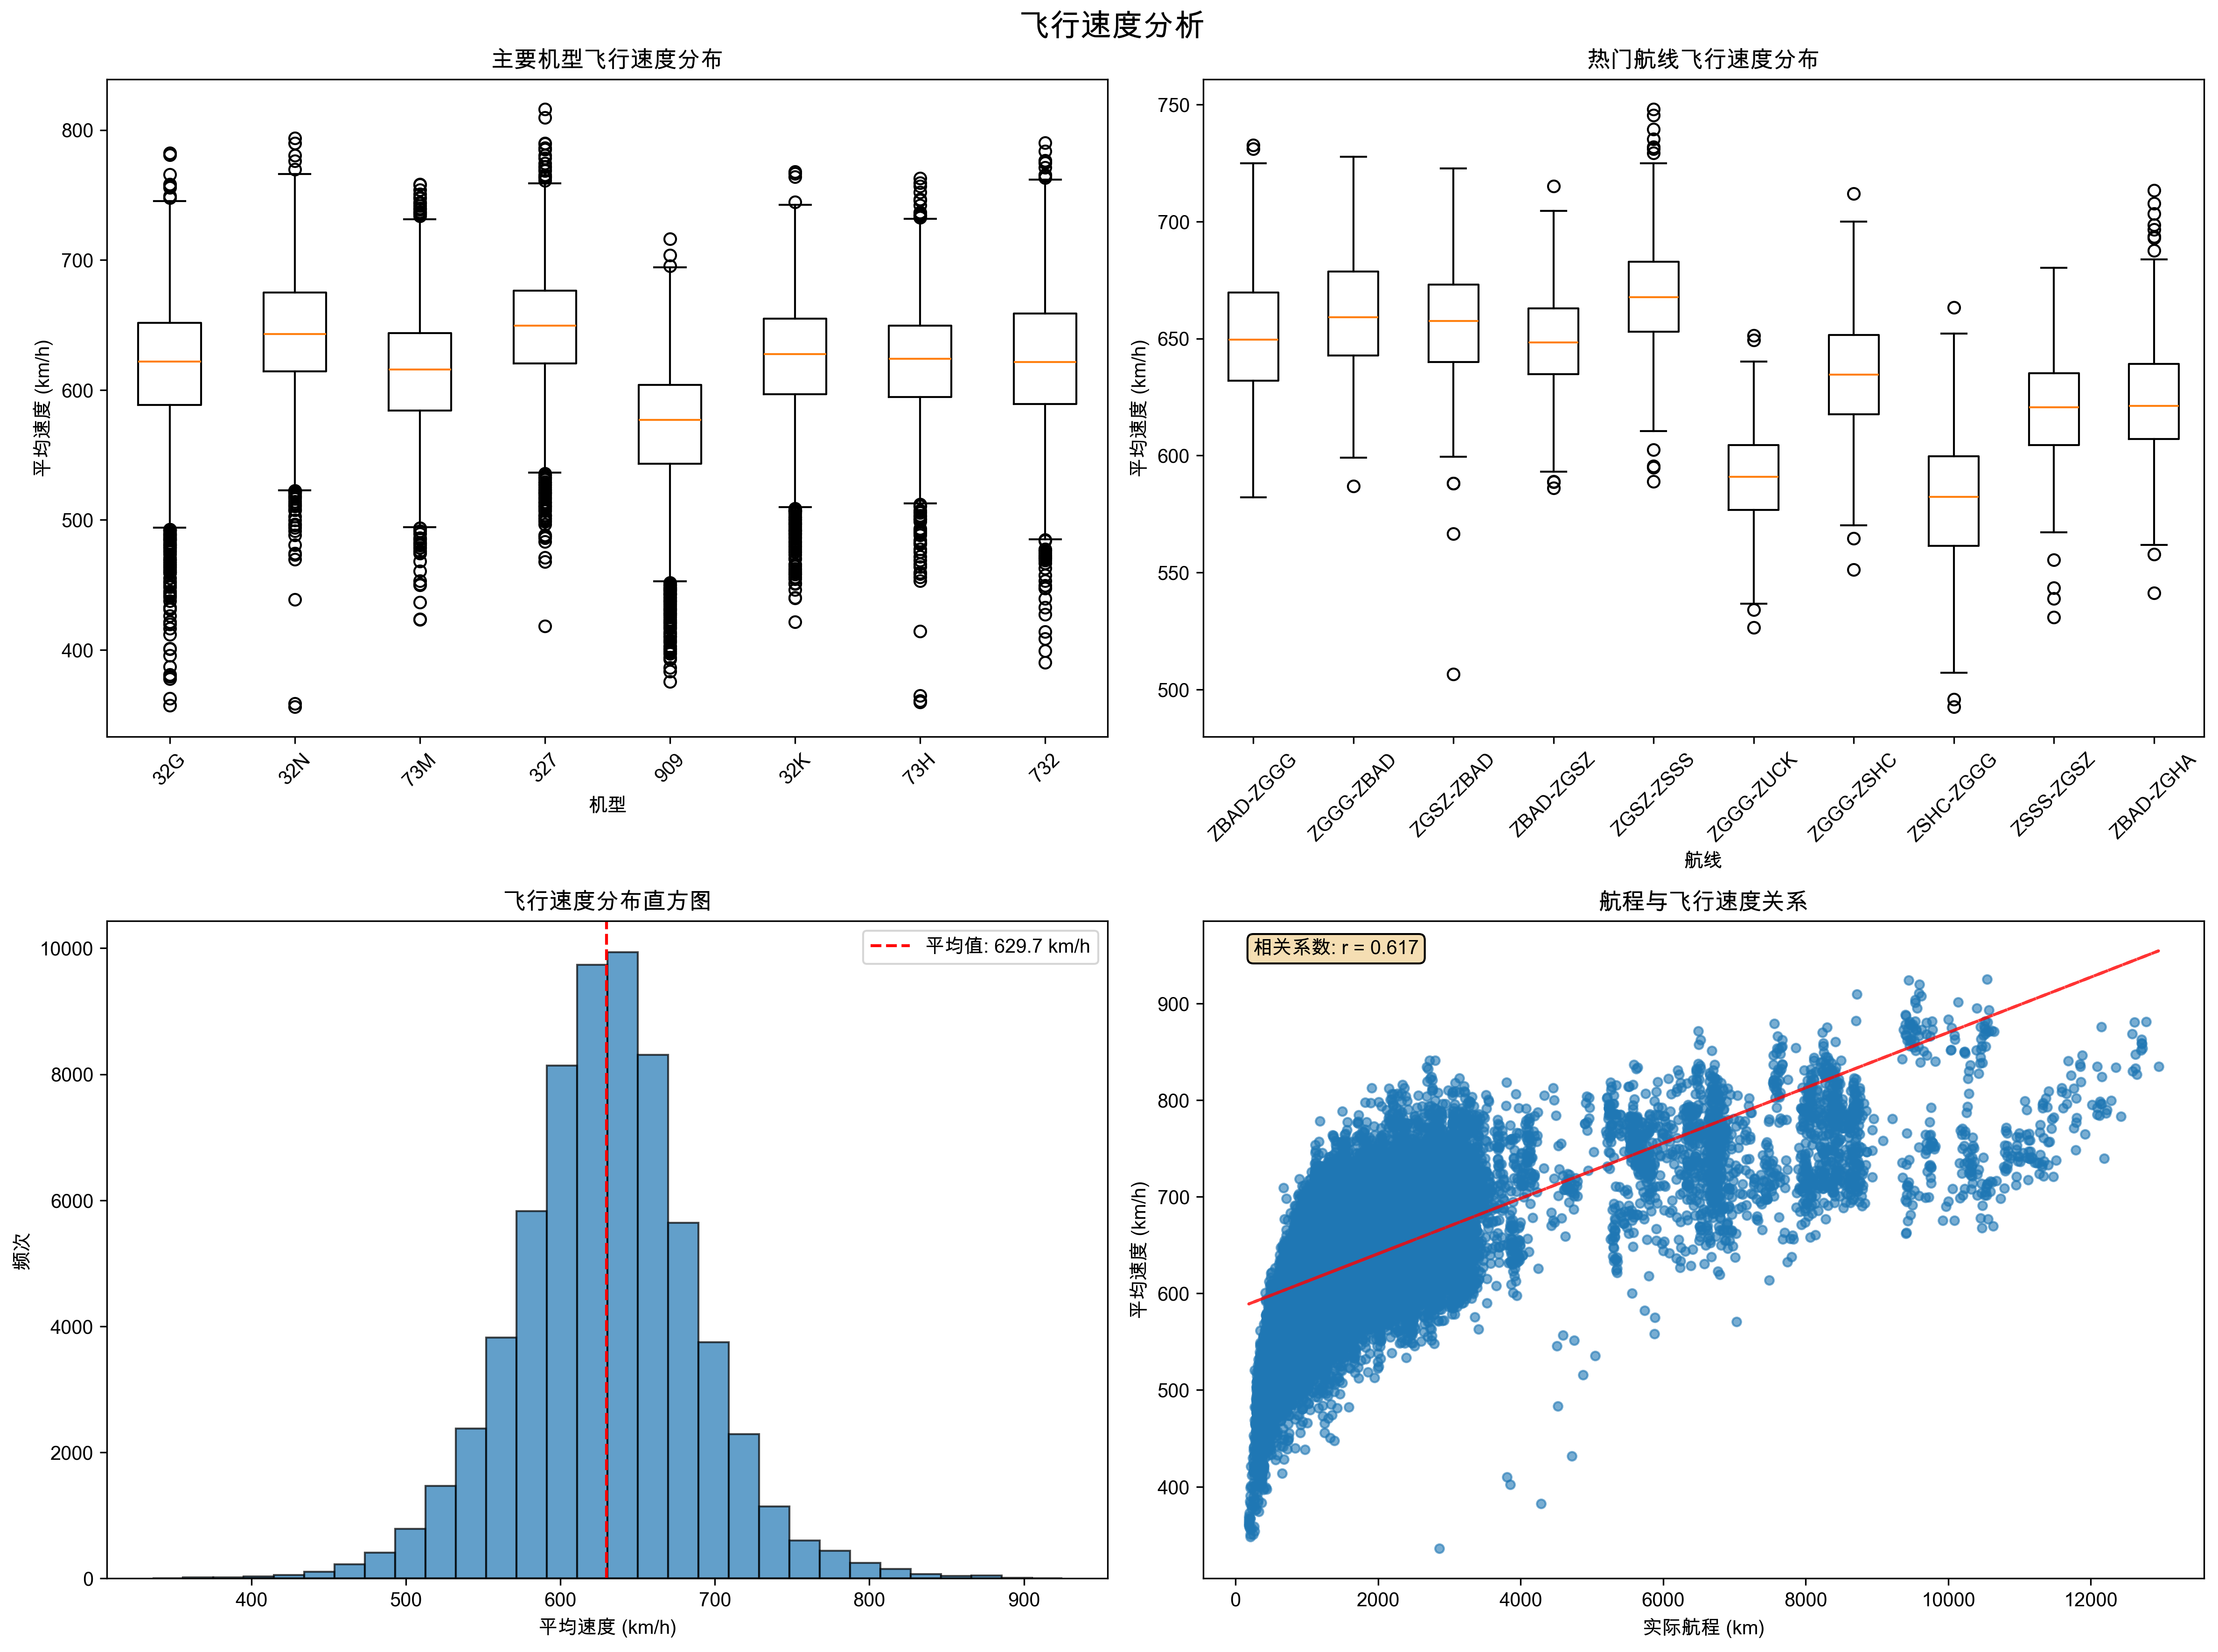 飞行速度分析
主要机型飞行速度分布
800
700
600
500
400
平均速度 (km/h)
32G
32N
73M
327
909
32K
73H
732
机型
热门航线飞行速度分布
750
700
650
600
550
500
平均速度 (km/h)
ZBAD-ZGGG
ZGGG-ZBAD
ZGSZ-ZBAD
ZBAD-ZGSZ
ZGSZ-ZSSS
ZGGG-ZUCK
ZGGG-ZSHC
ZSHC-ZGGG
ZSSS-ZGSZ
ZBAD-ZGHA
航线
飞行速度分布直方图
平均值: 629.7 km/h
10000
8000
6000
4000
2000
0
频次
400
500
600
700
800
900
平均速度 (km/h)
航程与飞行速度关系
相关系数: r = 0.617
900
800
700
600
500
400
平均速度 (km/h)
0
2000
4000
6000
8000
10000
12000
实际航程 (km)